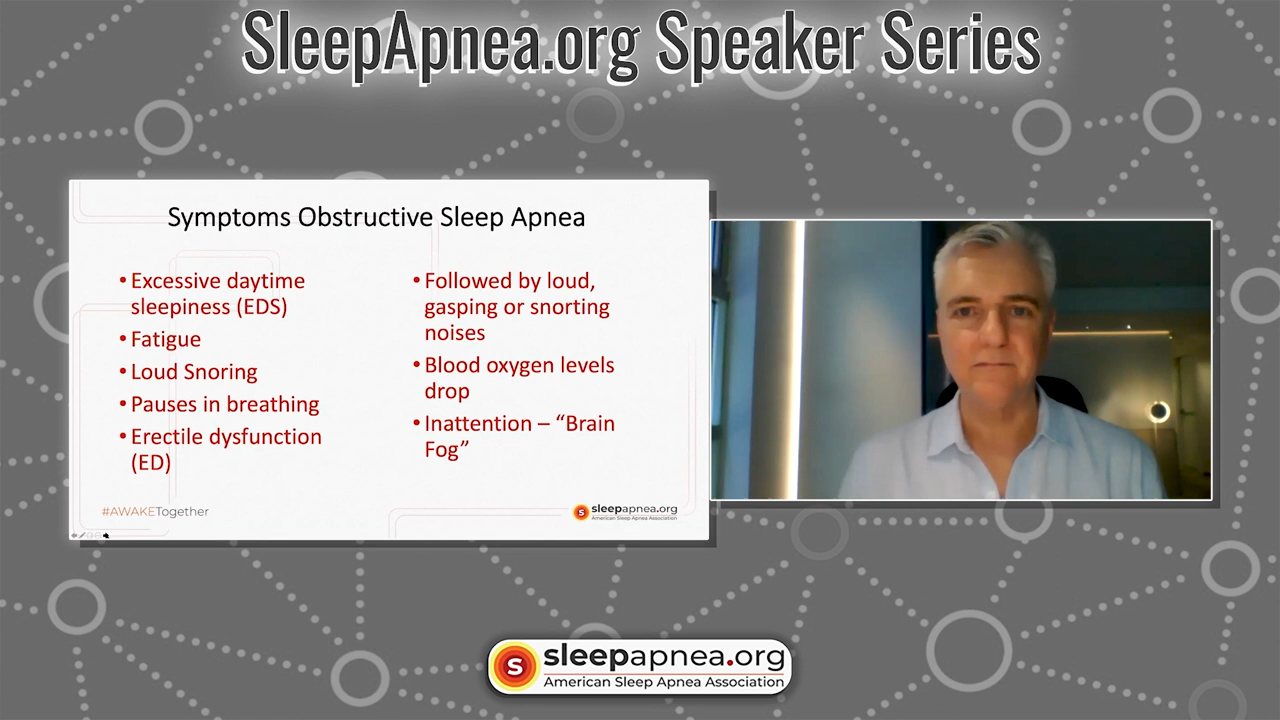 SleepApnea.org Speaker Series
Symptoms Obstructive Sleep Apnea
• Excessive daytime
sleepiness (EDS)
• Fatigue
• Loud Snoring
• Pauses in breathing
• Erectile dysfunction
(ED)
• Followed by loud,
gasping or snorting
noises
• Blood oxygen levels
drop
• Inattention – “Brain
Fog”
#AWAKETogether
S sleepapnea.org
American Sleep Apnea Association
S sleepapnea.org
American Sleep Apnea Association